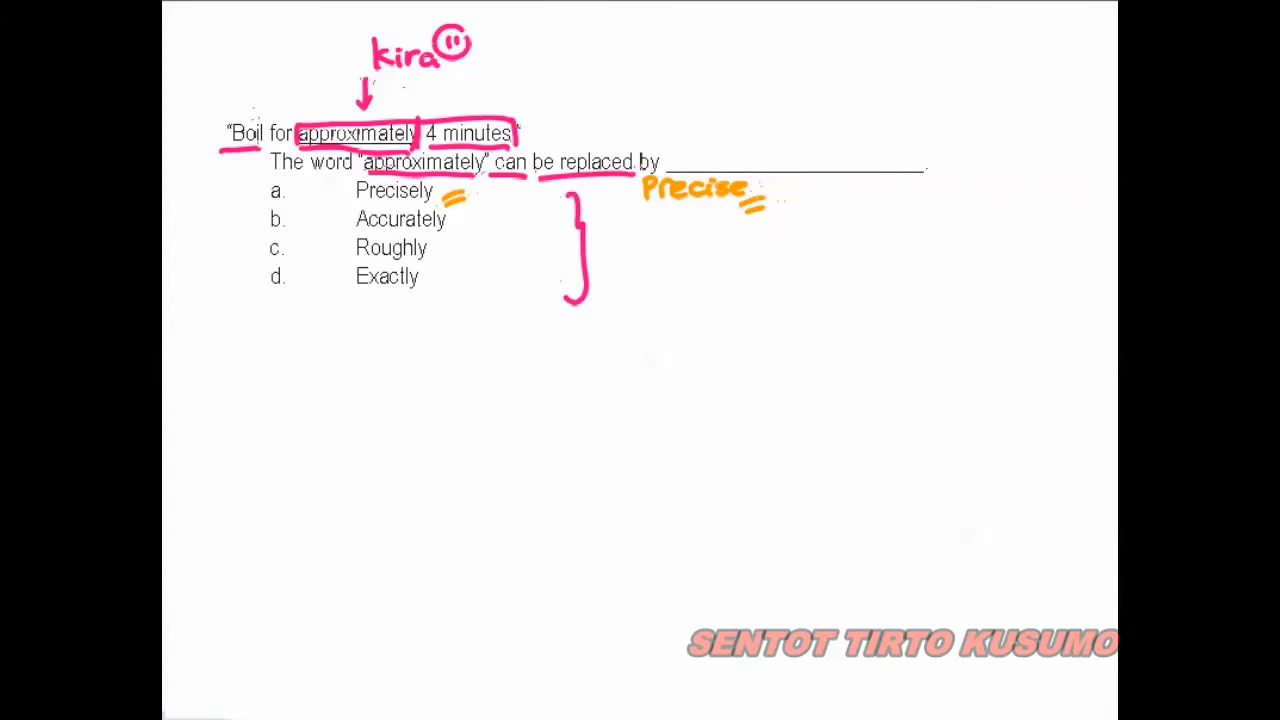 kira
"Boil for approximately 4 minutes."
The word "approximately" can be replaced by ____________________.
a. Precisely
Precise
b. Accurately
c. Roughly
d. Exactly
SENTOT TIRTO KUSUMO